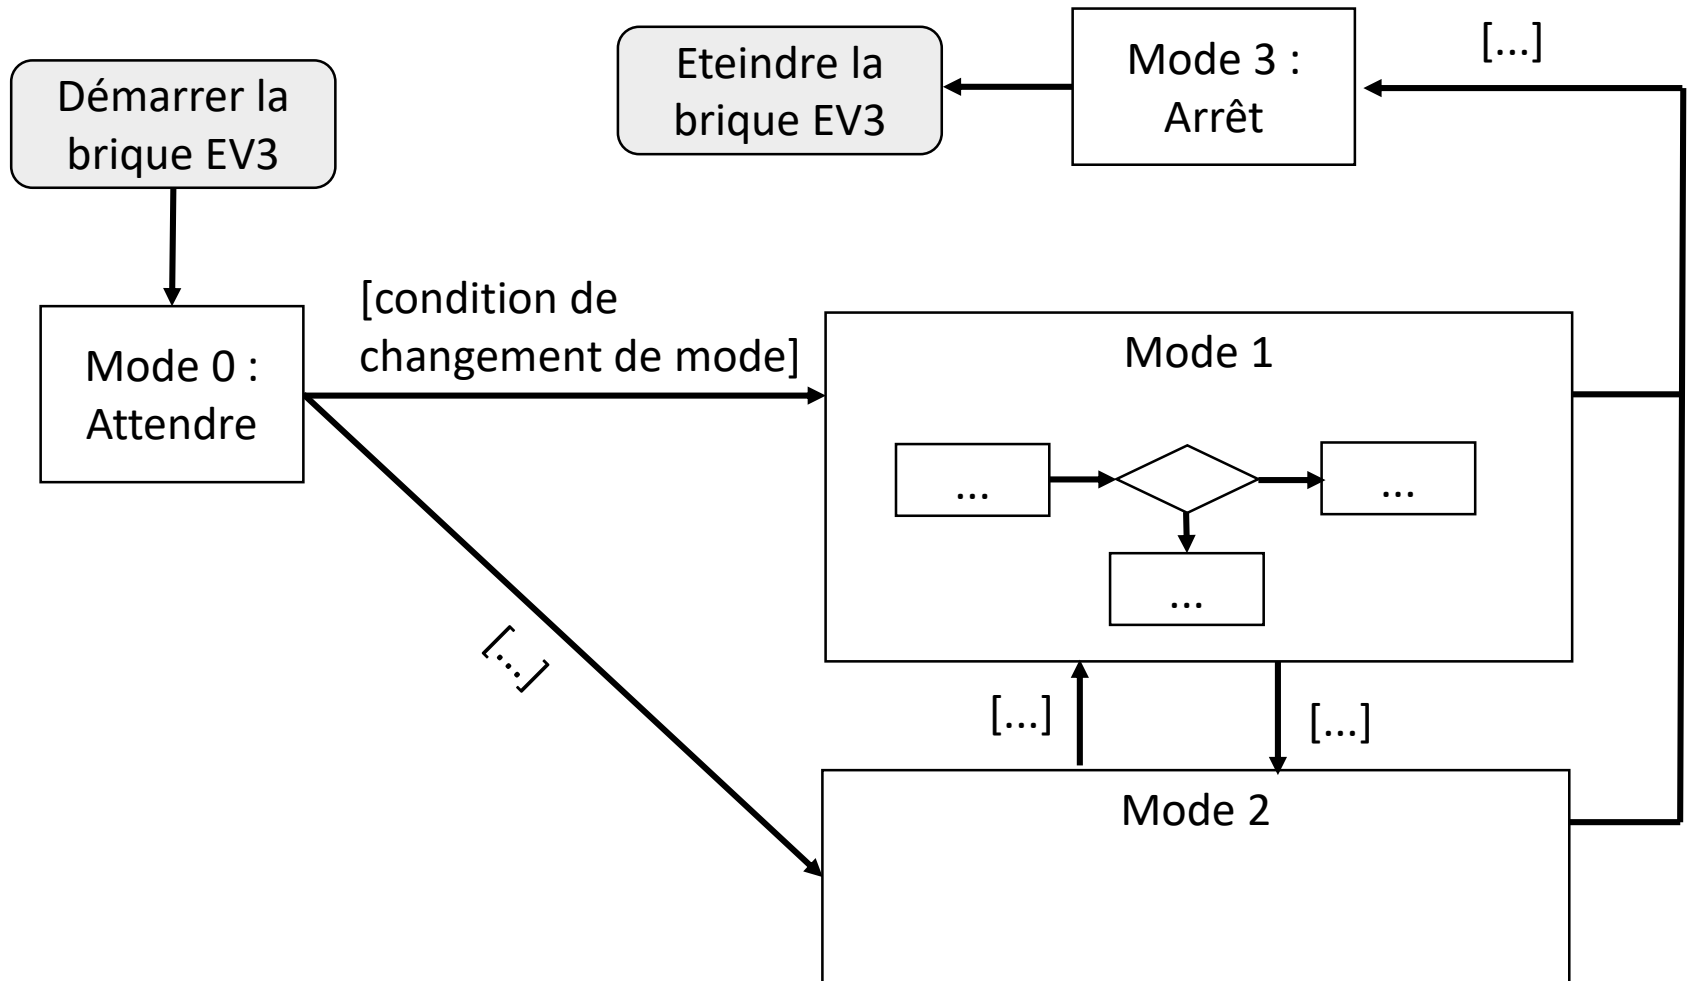 Démarrer la
brique EV3
Eteindre la
brique EV3
Mode 3 :
Arrêt
[...]
Mode 0 :
Attendre
[condition de
changement de mode]
Mode 1
...
...
...
[...]
[...]
[...]
Mode 2